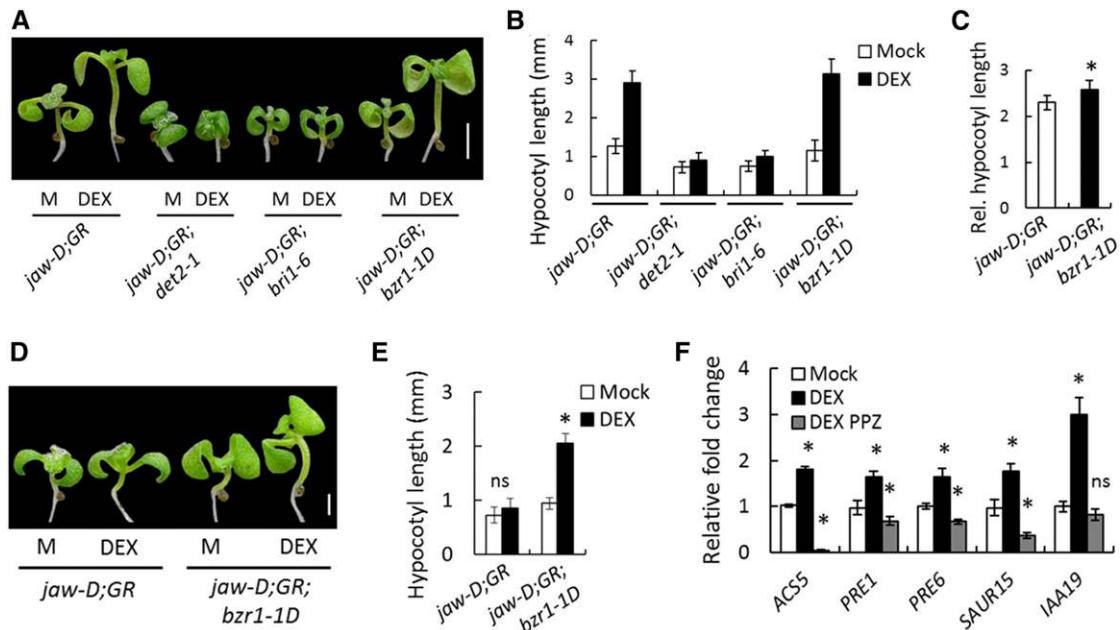 A
M DEX M DEX M DEX M DEX
jaw-D;GR
jaw-D;GR;
det2-1
jaw-D;GR;
bri1-6
jaw-D;GR;
bzr1-1D
B
Hypocotyl length (mm)
4
3
2
1
0
Mock
DEX
jaw-D;GR
jaw-D;GR;
det2-1
jaw-D;GR;
bri1-6
jaw-D;GR;
bzr1-1D
C
Rel. hypocotyl length
3
2
1
0
*
jaw-D;GR
jaw-D;GR;
bzr1-1D
D
M DEX M DEX
jaw-D;GR
jaw-D;GR;
bzr1-1D
E
Hypocotyl length (mm)
3
2
1
0
Mock
DEX
ns
*
jaw-D;GR
jaw-D;GR;
bzr1-1D
F
Relative fold change
4
3
2
1
0
Mock
DEX
DEX PPZ
* * * * * * * * * ns
ACS5
PRE1
PRE6
SAUR15
IAA19